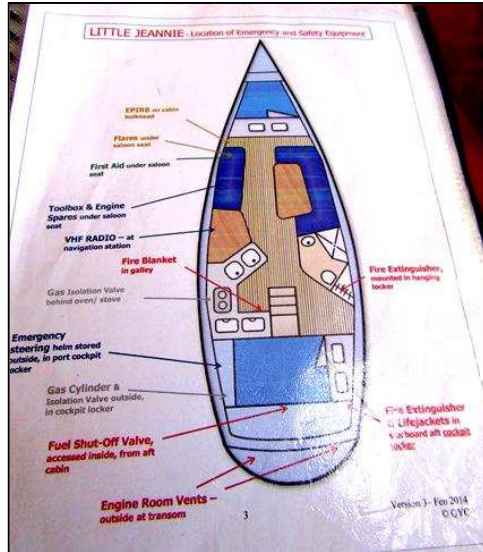 LITTLE JEANNIE - Location of Emergency and Safety Equipment
EPIRB on cabin
bulkhead
Flares under
saloon seat
First Aid under saloon
seat
Toolbox & Engine
Spares under saloon
seat
VHF RADIO – at
navigation station
Fire Blanket
in galley
Fire Extinguisher,
mounted in hanging
locker
Gas Isolation Valve
behind oven/ stove
Emergency
steering helm stored
outside, in port cockpit
locker
Gas Cylinder &
Isolation Valve outside,
in cockpit locker
Fire Extinguisher
Lifejackets in
starboard aft cockpit
locker
Fuel Shut-Off Valve,
accessed inside, from aft
cabin
Engine Room Vents –
outside at transom
3
Version 3- Feb 2014
© GYC